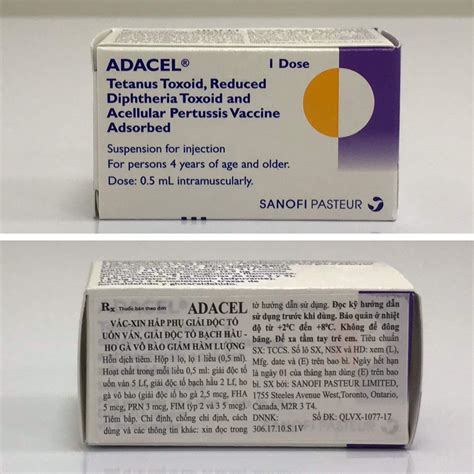 ADACEL® 1 Dose
Tetanus Toxoid, Reduced
Diphtheria Toxoid and
Acellular Pertussis Vaccine
Adsorbed
Suspension for injection
For persons 4 years of age and older.
Dose: 0.5 mL intramuscularly.
SANOFI PASTEUR
Rx Thuốc bán theo đơn ADACEL
VẮC-XIN HẤP PHỤ GIẢI ĐỘC TỐ
UỐN VÁN, GIẢI ĐỘC TỐ BẠCH HẦU -
HO GÀ VÔ BÀO GIẢM HÀM LƯỢNG
Hỗn dịch tiêm. Hộp 1 lọ, lọ 1 liều (0,5 ml).
Hoạt chất trong mỗi liều 0,5 ml: giải độc tố
uốn ván 5 Lf, giải độc tố bạch hầu 2 Lf, ho
gà vô bào (giải độc tố ho gà 2,5 mcg, FHA
5 mcg, PRN 3 mcg, FIM (týp 2 và 3) 5 mcg).
Tiêm bắp. Chỉ định, chống chỉ định, cách
dùng và các thông tin khác: xin đọc trong
tờ hướng dẫn sử dụng. Đọc kỹ hướng dẫn
sử dụng trước khi dùng. Bảo quản ở nhiệt
độ từ +2ºC đến +8ºC. Không để đông
băng. Để xa tầm tay trẻ em. Tiêu chuẩn
SX: TCCS. Số lô SX, NSX và HD: xem (L),
Mfg. date và (E) trên bao bì. Ngày hết hạn
là ngày 01 của tháng hạn dùng (E) trên bao
bì. SX bởi: SANOFI PASTEUR LIMITED,
1755 Steeles Avenue West, Toronto, Ontario,
Canada, M2R 3T4.
DNNK: Số ĐK: QLVX-1077-17
306.17.10.S.1V